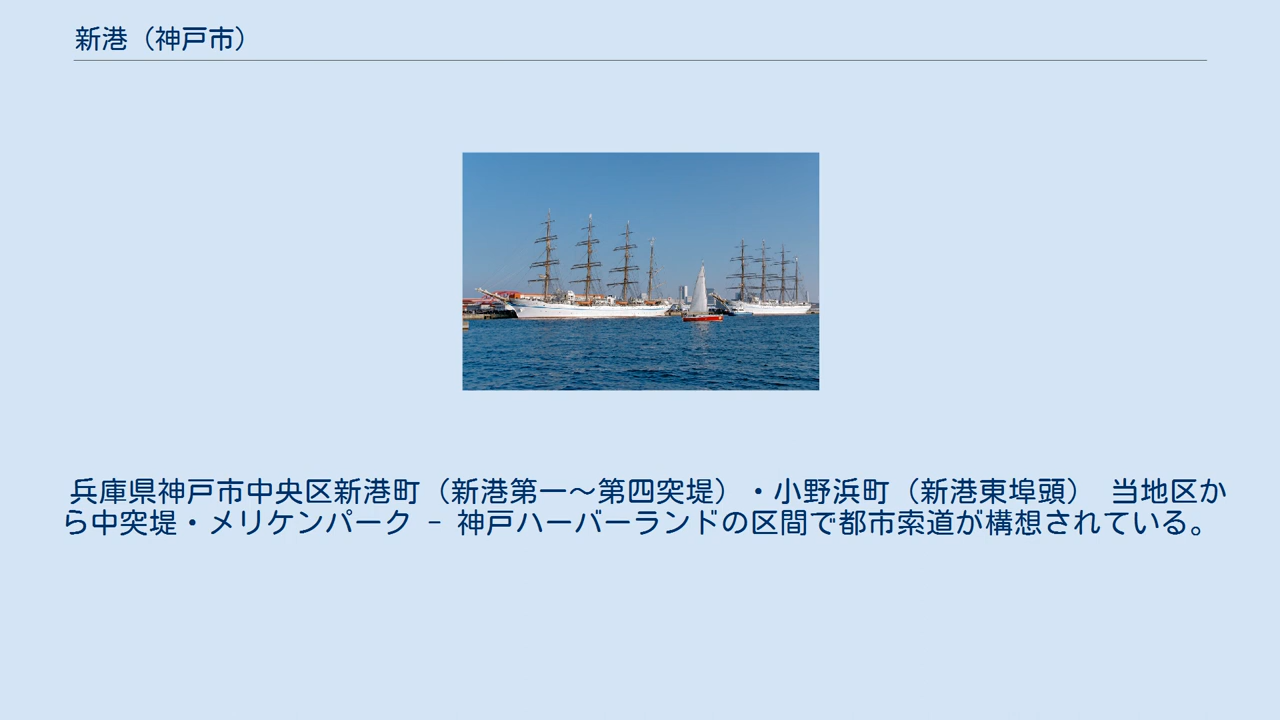 新港（神戸市）
兵庫県神戸市中央区新港町（新港第一〜第四突堤）・小野浜町（新港東埠頭） 当地区か
ら中突堤・メリケンパーク － 神戸ハーバーランドの区間で都市索道が構想されている。